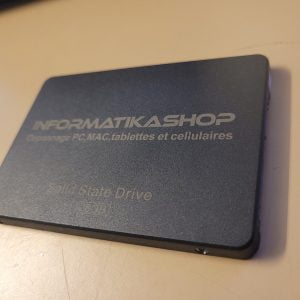 INFORMATIKASHOP
Dépannage PC,MAC,tablettes et cellulaires
Solid State Drive